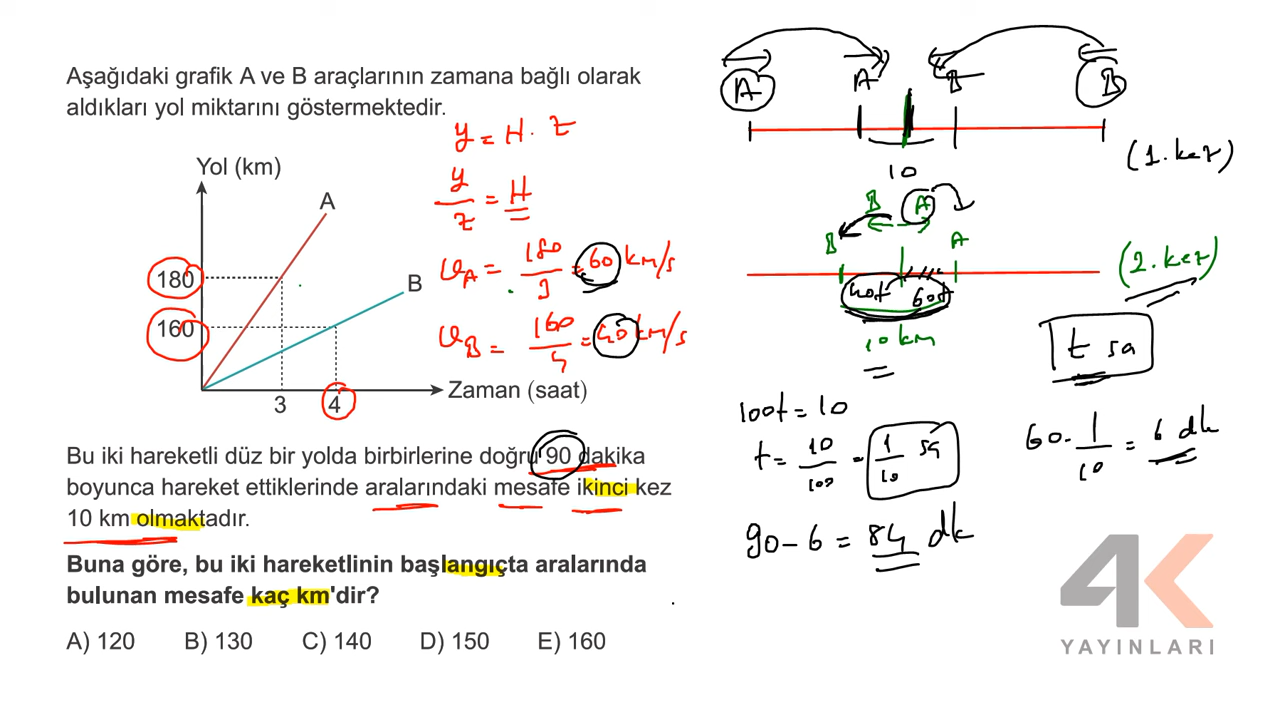 Aşağıdaki grafik A ve B araçlarının zamana bağlı olarak
aldıkları yol miktarını göstermektedir.
y = H · z
y/z = H
Yol (km)
A
B
180
160
3
4
Zaman (saat)
υA = 180/3 = 60 km/s
υB = 160/4 = 40 km/s
Bu iki hareketli düz bir yolda birbirlerine doğru 90 dakika
boyunca hareket ettiklerinde aralarındaki mesafe ikinci kez
10 km olmaktadır.
Buna göre, bu iki hareketlinin başlangıçta aralarında
bulunan mesafe kaç km'dir?
A) 120 B) 130 C) 140 D) 150 E) 160
A A B B
10
(1. kez)
B A
B A
(2. kez)
40t 60t
10 km
t sa
100t = 10
t = 10/100 = 1/10 sa
60 · 1/10 = 6 dk
90 - 6 = 84 dk
4K
YAYINLARI